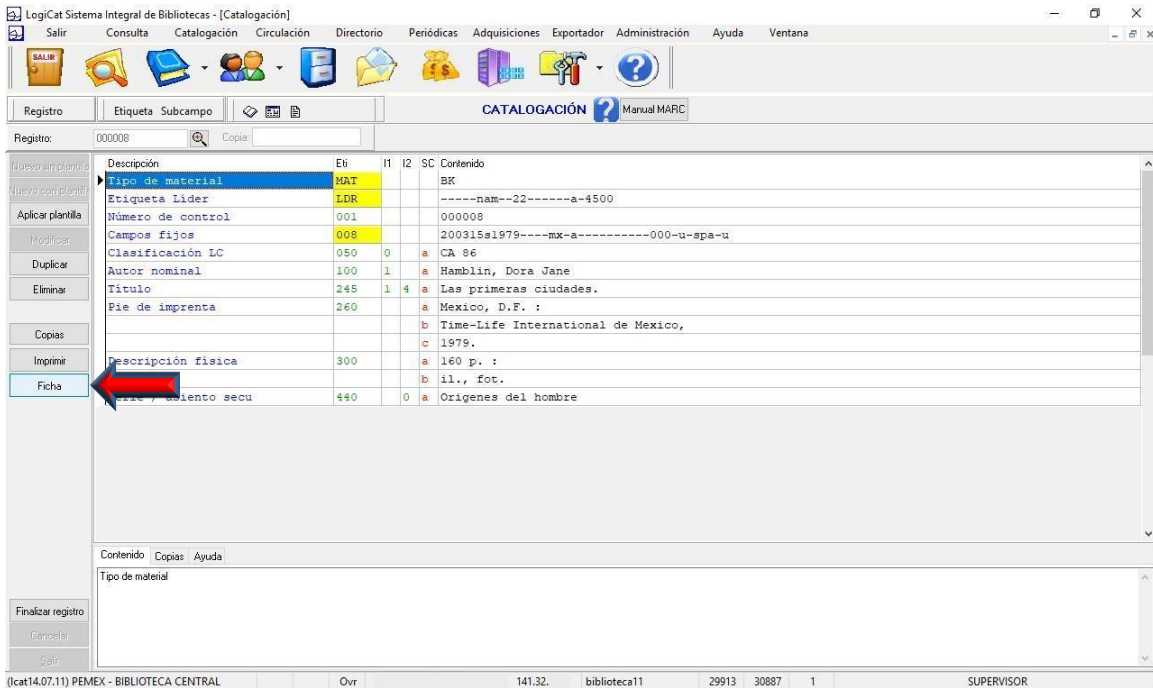 LogiCat Sistema Integral de Bibliotecas - [Catalogación]
Salir Consulta Catalogación Circulación Directorio Periódicas Adquisiciones Exportador Administración Ayuda Ventana
SALIR
Registro Etiqueta Subcampo CATALOGACIÓN Manual MARC
Registro: 000008 Copia:
Nuevo sin plantilla
Nuevo con plantilla
Aplicar plantilla
Modificar
Duplicar
Eliminar
Copias
Imprimir
Ficha
Descripción Eti I1 I2 SC Contenido
Tipo de material MAT BK
Etiqueta Líder LDR -----nam--22------a-4500
Número de control 001 000008
Campos fijos 008 200315s1979----mx-a----------000-u-spa-u
Clasificación LC 050 0 a CA 86
Autor nominal 100 1 a Hamblin, Dora Jane
Título 245 1 4 a Las primeras ciudades.
Pie de imprenta 260 a Mexico, D.F. :
b Time-Life International de Mexico,
c 1979.
Descripción física 300 a 160 p. :
b il., fot.
/ asiento secu 440 0 a Origenes del hombre
Contenido Copias Ayuda
Tipo de material
Finalizar registro
Cancelar
Salir
(lcat14.07.11) PEMEX - BIBLIOTECA CENTRAL Ovr 141.32. biblioteca11 29913 30887 1 SUPERVISOR